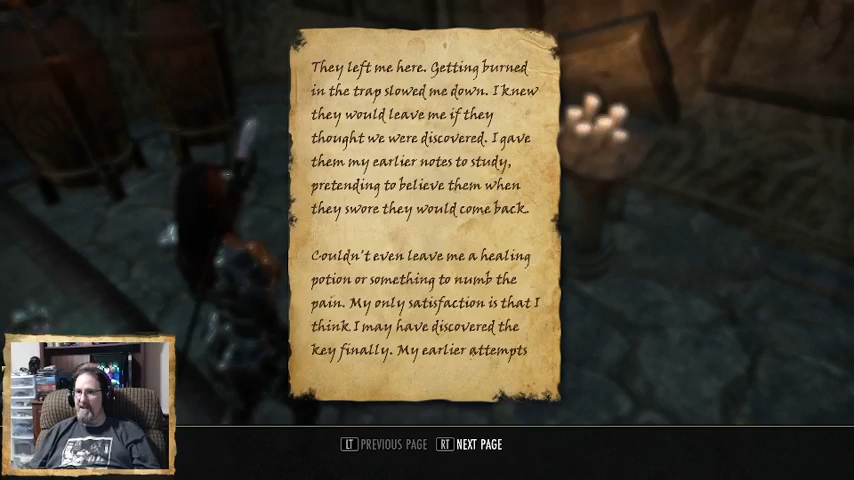 They left me here. Getting burned
in the trap slowed me down. I knew
they would leave me if they
thought we were discovered. I gave
them my earlier notes to study,
pretending to believe them when
they swore they would come back.
Couldn't even leave me a healing
potion or something to numb the
pain. My only satisfaction is that I
think I may have discovered the
key finally. My earlier attempts
LT PREVIOUS PAGE RT NEXT PAGE